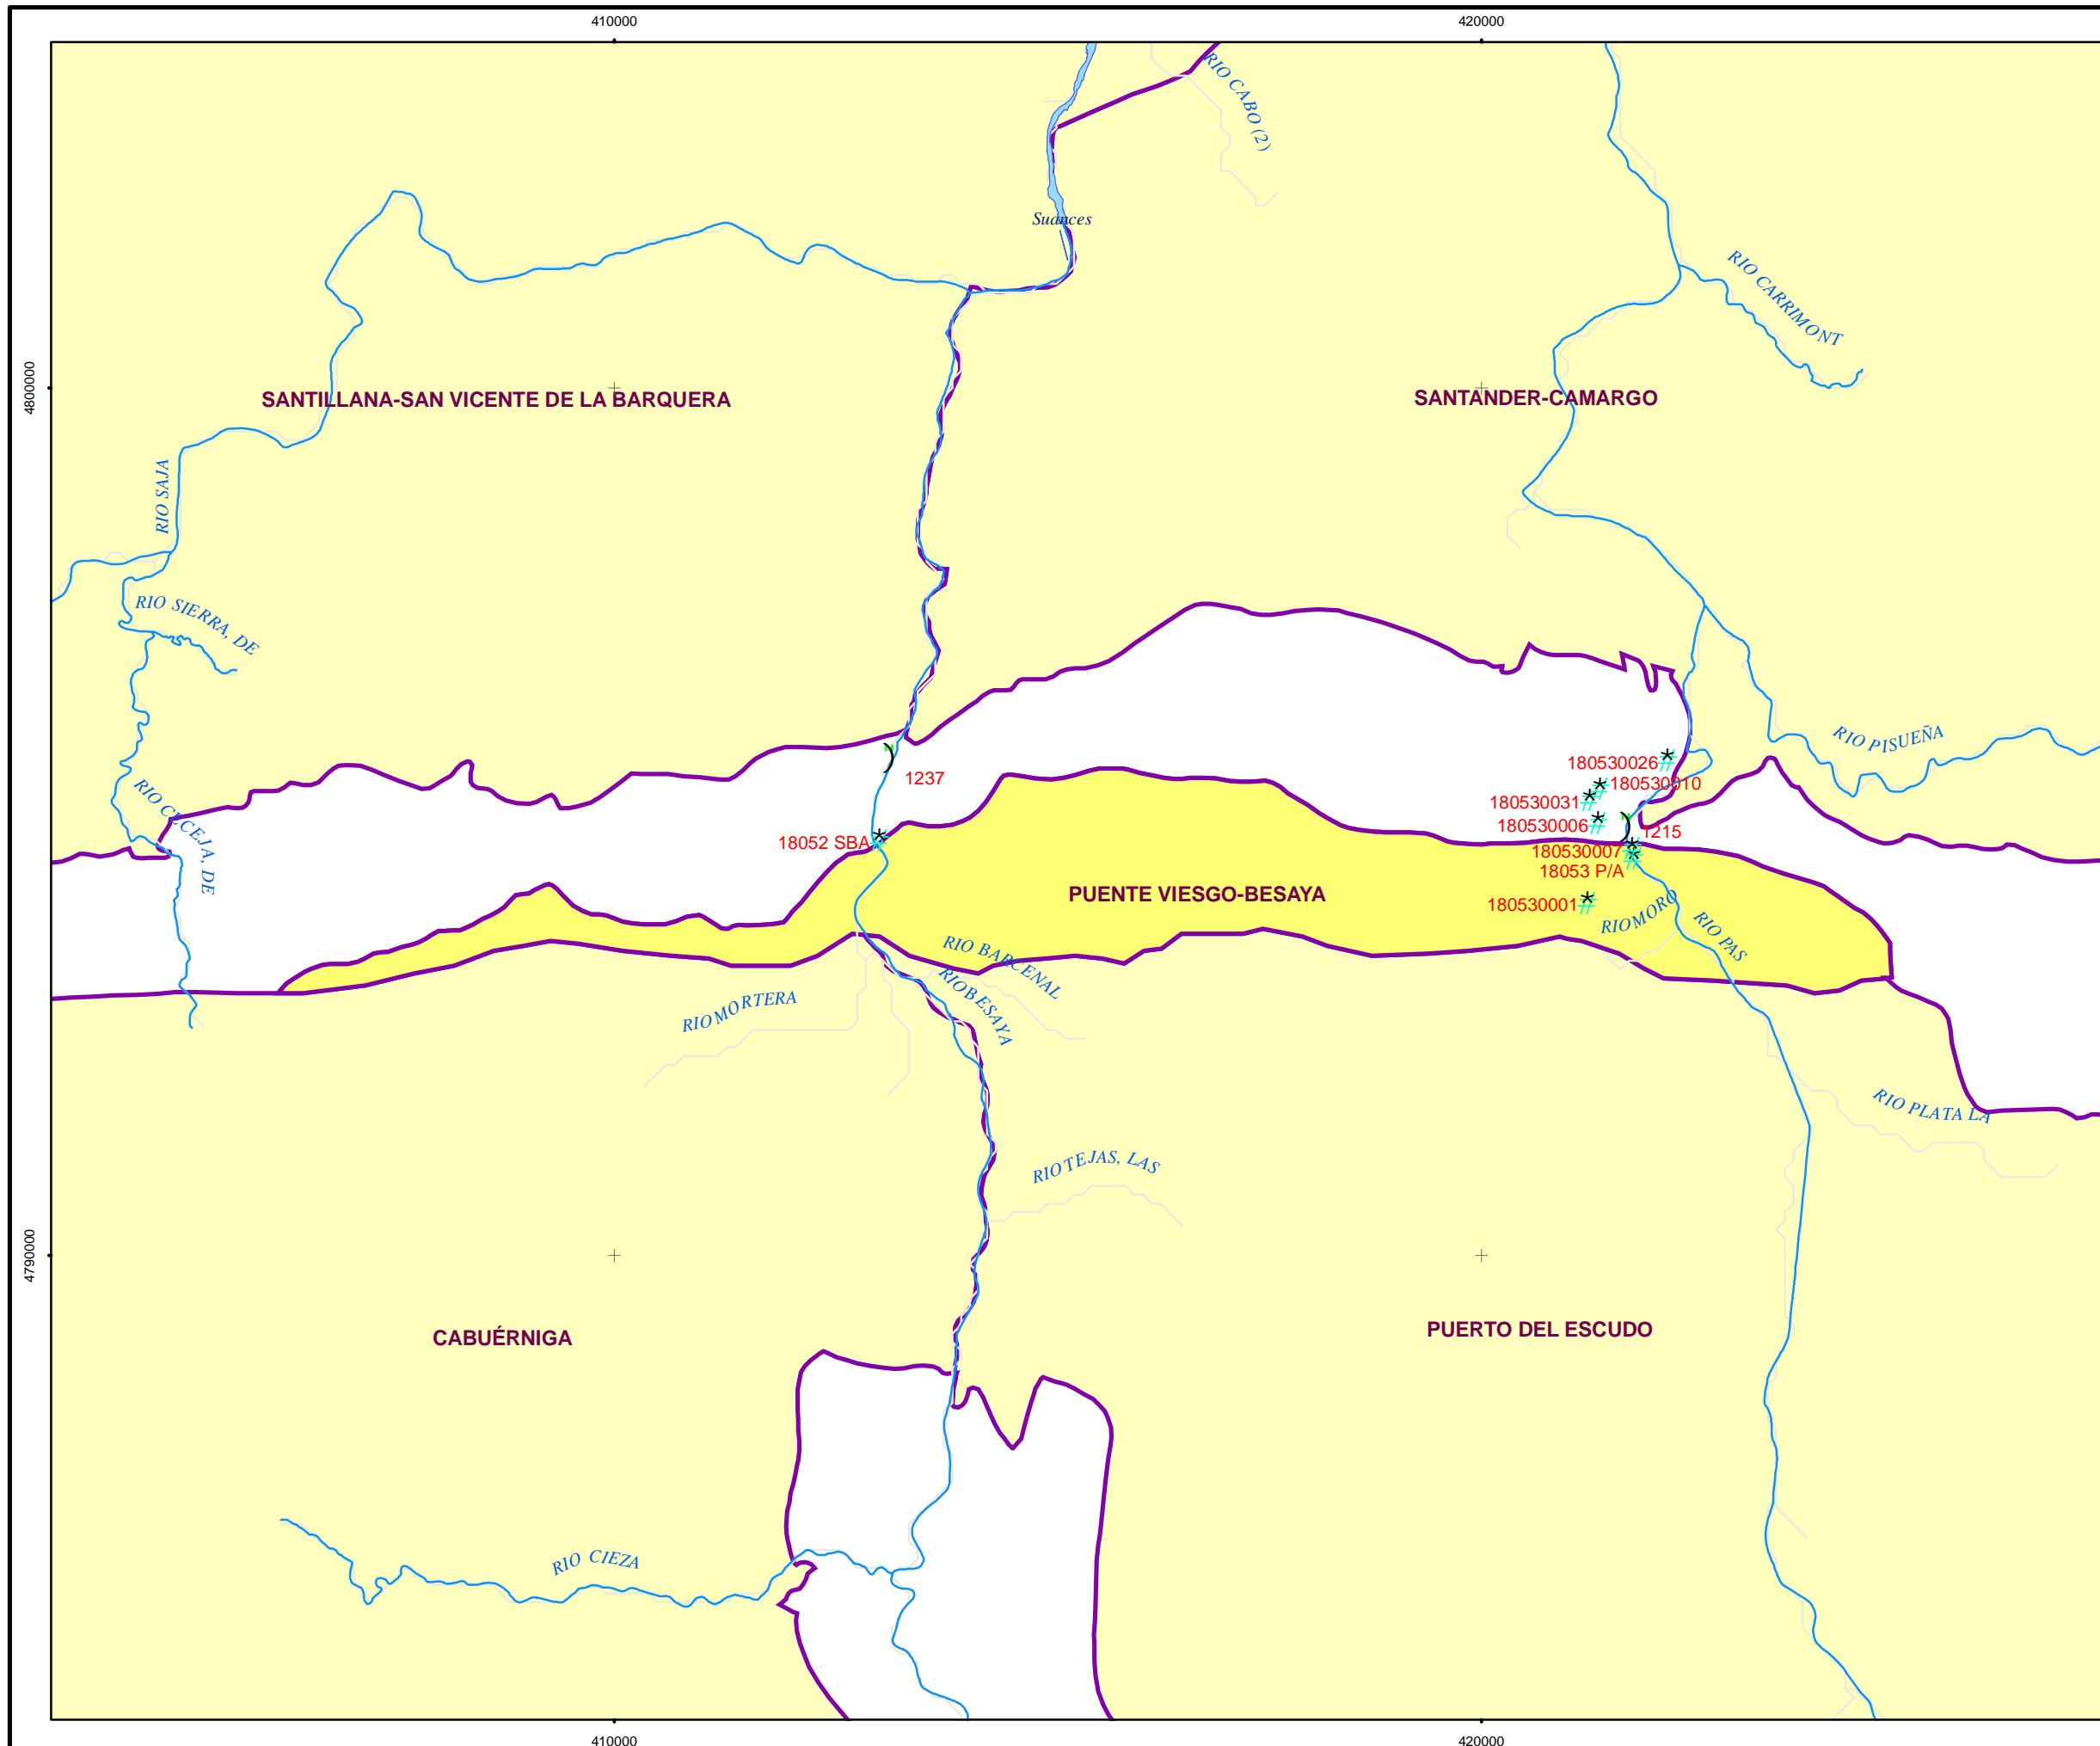 410000
420000
RIO CABO (2)
Suances
RIO CARRIMONT
4800000
SANTILLANA-SAN VICENTE DE LA BARQUERA
SANTANDER-CAMARGO
RIO SAJA
RIO SIERRA, DE
RIO PISUEÑA
180530026
1237
180530010
RIO CECEJA, DE
180530031
180530006
1215
18052 SBA
180530007
18053 P/A
PUENTE VIESGO-BESAYA
180530001
RIO MORO
RIO PAS
RIO BARCENAL
RIO BESAYA
RIO MORTERA
RIO PLATA LA
RIO TEJAS, LAS
4790000
CABUÉRNIGA
PUERTO DEL ESCUDO
RIO CIEZA
410000
420000